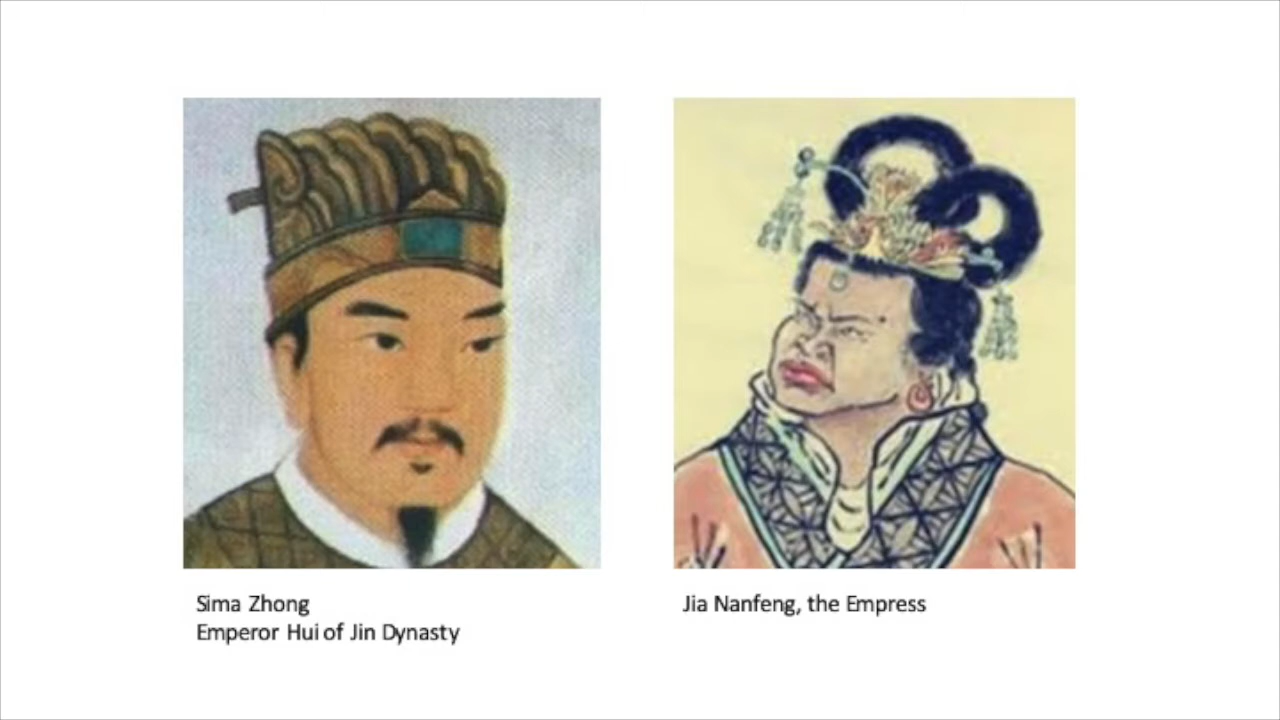 Sima Zhong
Emperor Hui of Jin Dynasty
Jia Nanfeng, the Empress